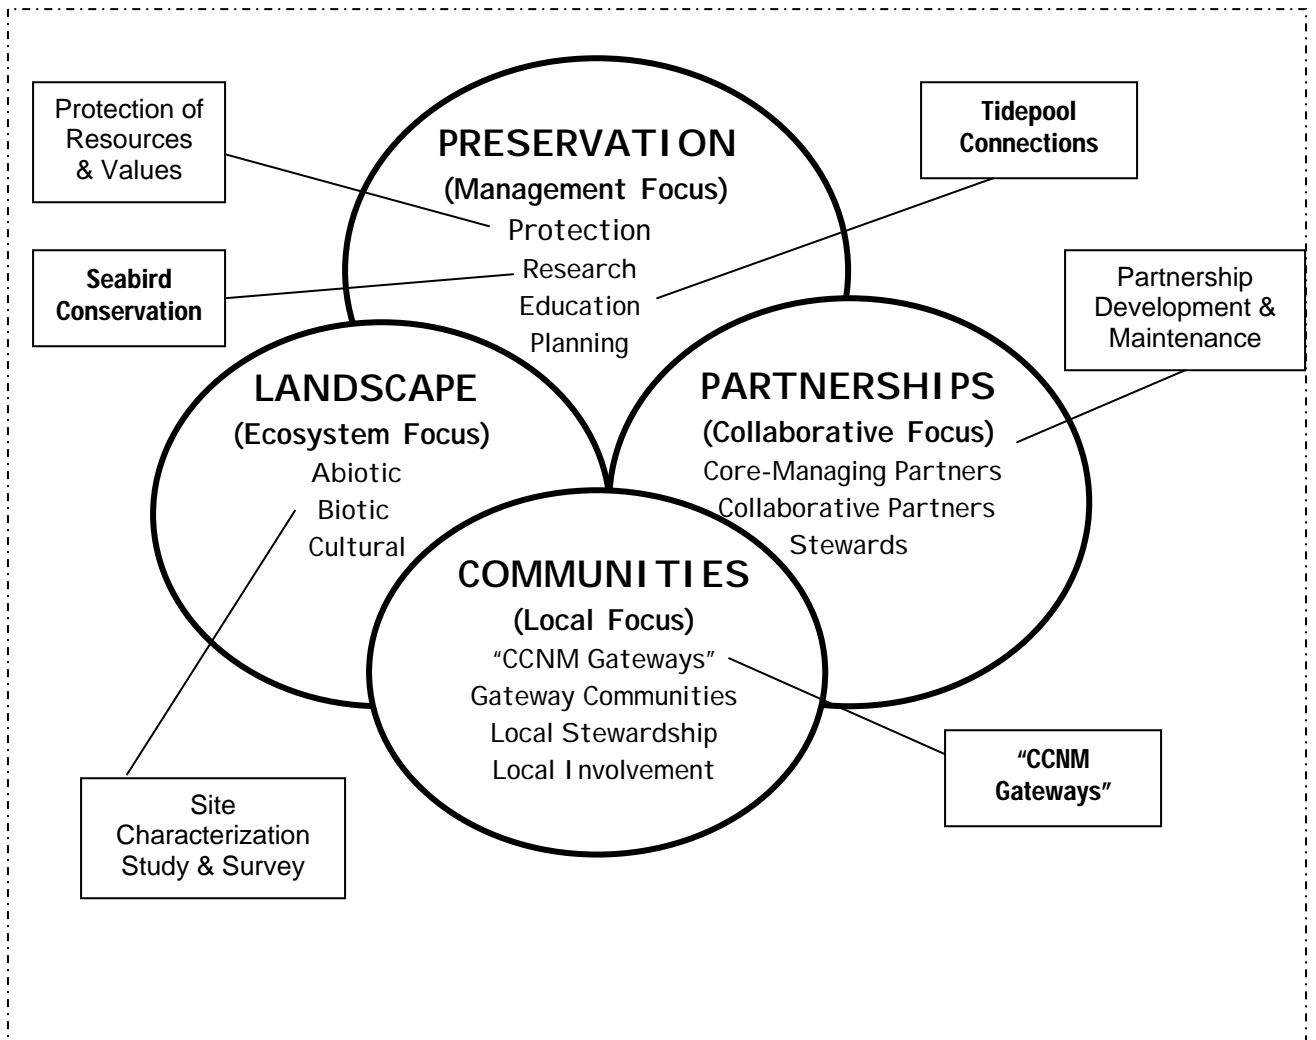 Protection of
Resources
& Values
Tidepool
Connections
PRESERVATION
(Management Focus)
Protection
Research
Education
Planning
Seabird
Conservation
Partnership
Development &
Maintenance
LANDSCAPE
(Ecosystem Focus)
Abiotic
Biotic
Cultural
PARTNERSHIPS
(Collaborative Focus)
Core-Managing Partners
Collaborative Partners
Stewards
COMMUNITIES
(Local Focus)
“CCNM Gateways”
Gateway Communities
Local Stewardship
Local Involvement
“CCNM
Gateways”
Site
Characterization
Study & Survey